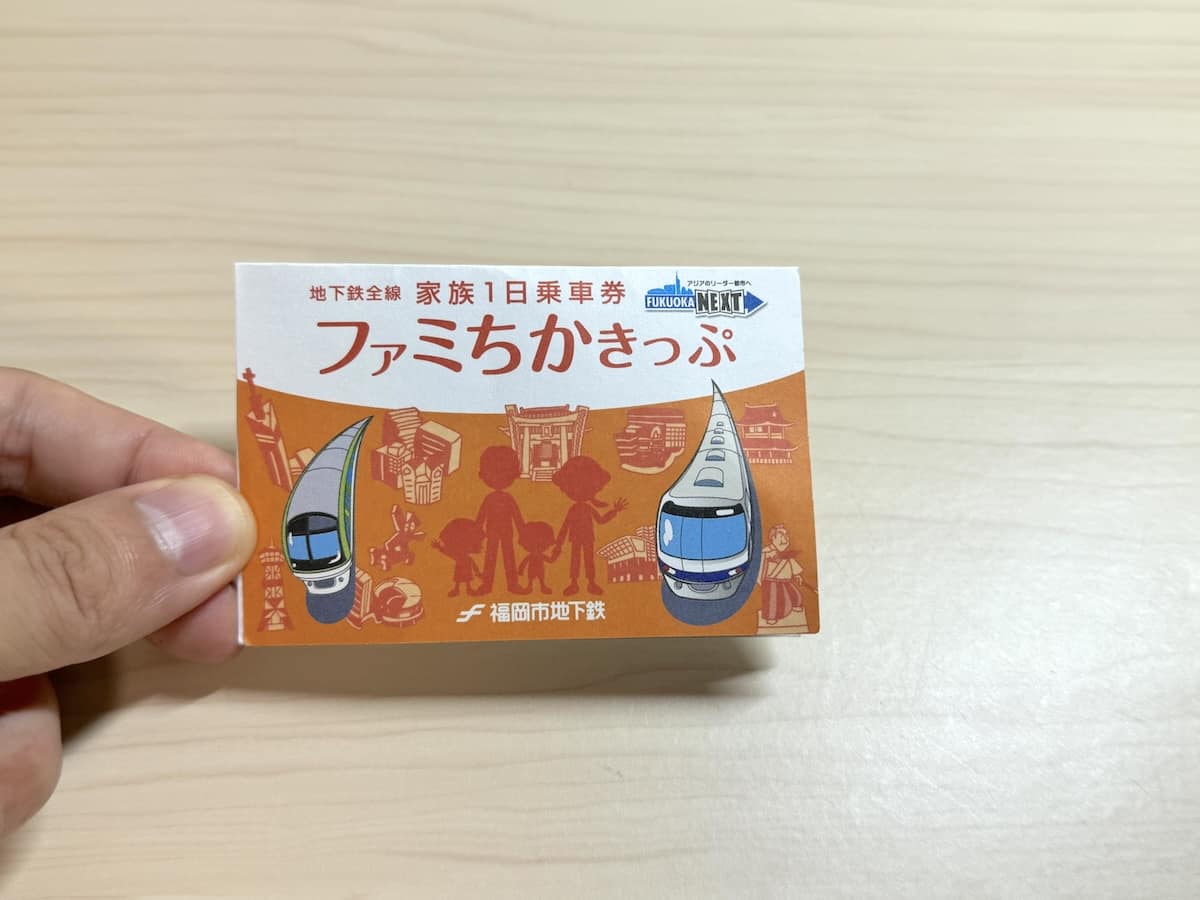 地下鉄全線 家族1日乗車券
アジアのリーダー都市へ
FUKUOKA NEXT
ファミちかきっぷ
福岡市地下鉄